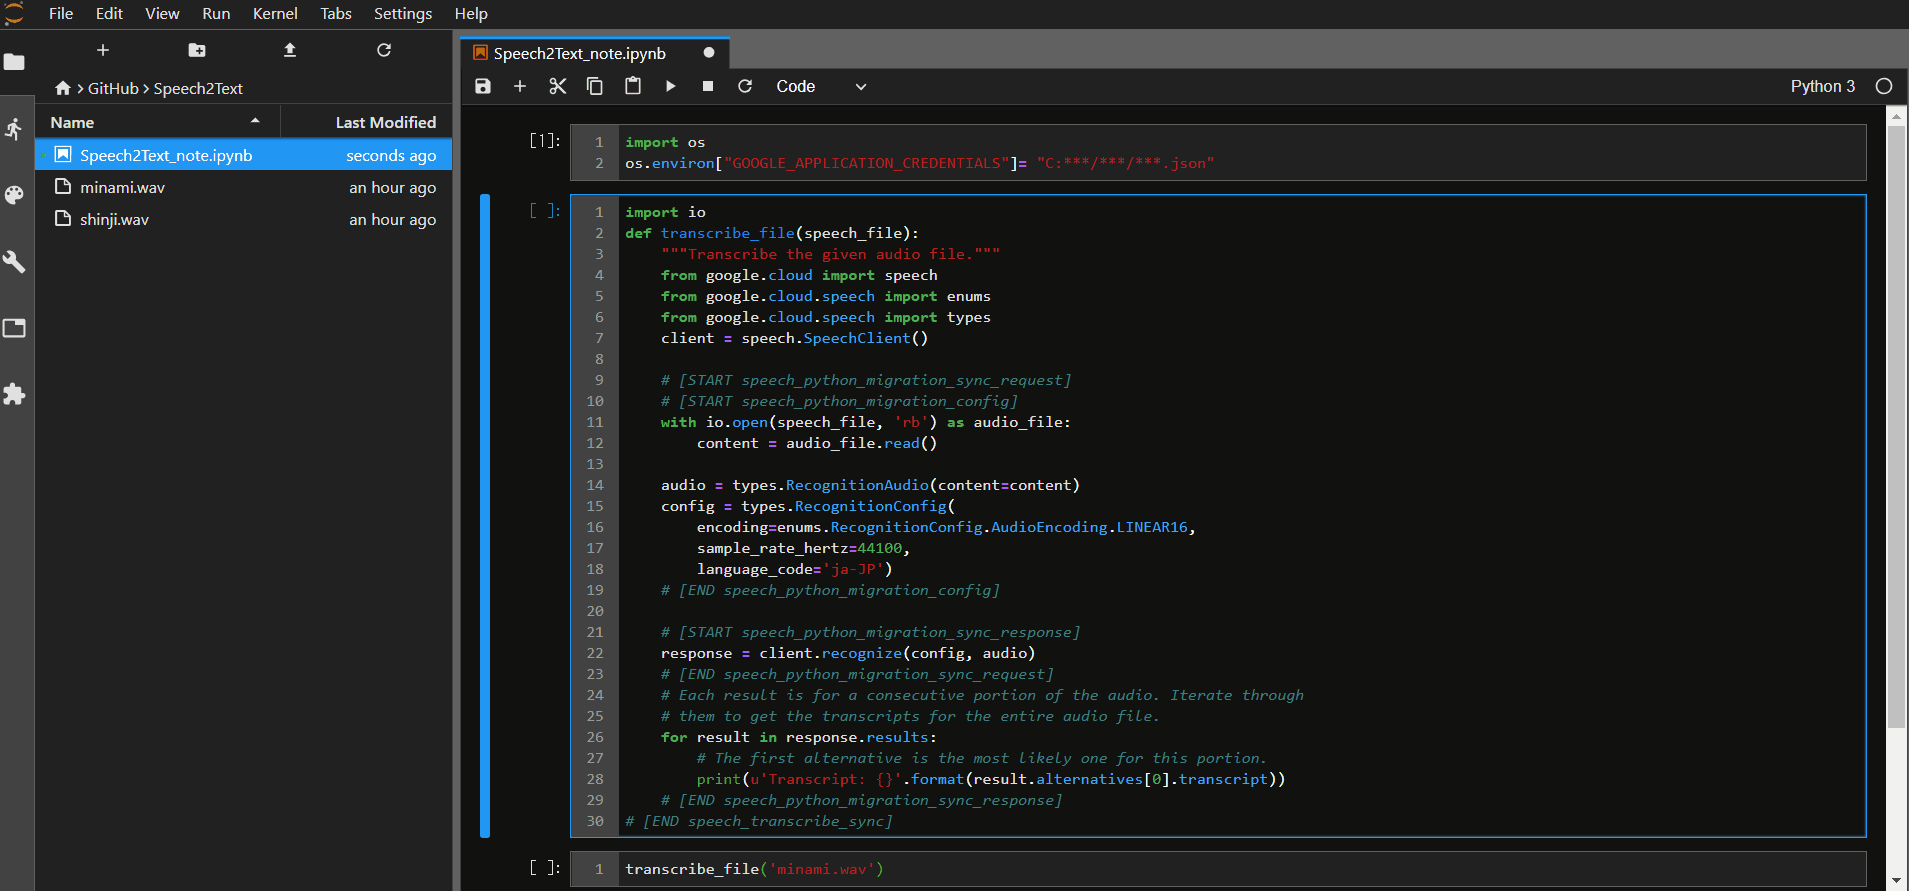 File Edit View Run Kernel Tabs Settings Help
GitHub Speech2Text
Name Last Modified
Speech2Text_note.ipynb seconds ago
minami.wav an hour ago
shinji.wav an hour ago
Speech2Text_note.ipynb
Code Python 3
[1]:
1 import os
2 os.environ["GOOGLE_APPLICATION_CREDENTIALS"]= "C:***/***/***.json"
[ ]:
1 import io
2 def transcribe_file(speech_file):
3     """Transcribe the given audio file."""
4     from google.cloud import speech
5     from google.cloud.speech import enums
6     from google.cloud.speech import types
7     client = speech.SpeechClient()
8
9     # [START speech_python_migration_sync_request]
10     # [START speech_python_migration_config]
11     with io.open(speech_file, 'rb') as audio_file:
12         content = audio_file.read()
13
14     audio = types.RecognitionAudio(content=content)
15     config = types.RecognitionConfig(
16         encoding=enums.RecognitionConfig.AudioEncoding.LINEAR16,
17         sample_rate_hertz=44100,
18         language_code='ja-JP')
19     # [END speech_python_migration_config]
20
21     # [START speech_python_migration_sync_response]
22     response = client.recognize(config, audio)
23     # [END speech_python_migration_sync_request]
24     # Each result is for a consecutive portion of the audio. Iterate through
25     # them to get the transcripts for the entire audio file.
26     for result in response.results:
27         # The first alternative is the most likely one for this portion.
28         print(u'Transcript: {}'.format(result.alternatives[0].transcript))
29     # [END speech_python_migration_sync_response]
30 # [END speech_transcribe_sync]
[ ]:
1 transcribe_file('minami.wav')